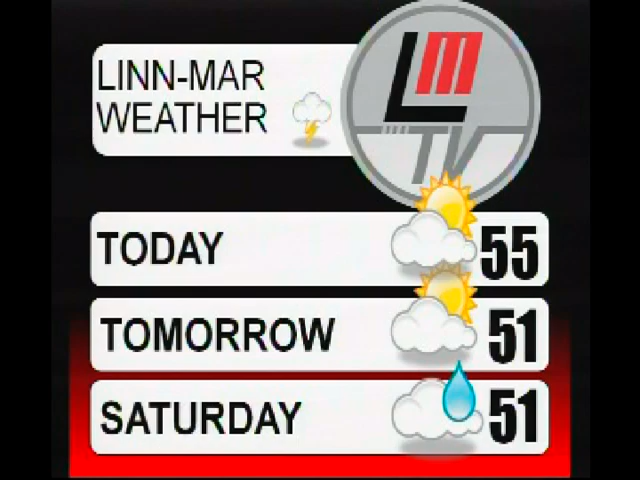 LINN-MAR
WEATHER
LM
TV
TODAY 55
TOMORROW 51
SATURDAY 51